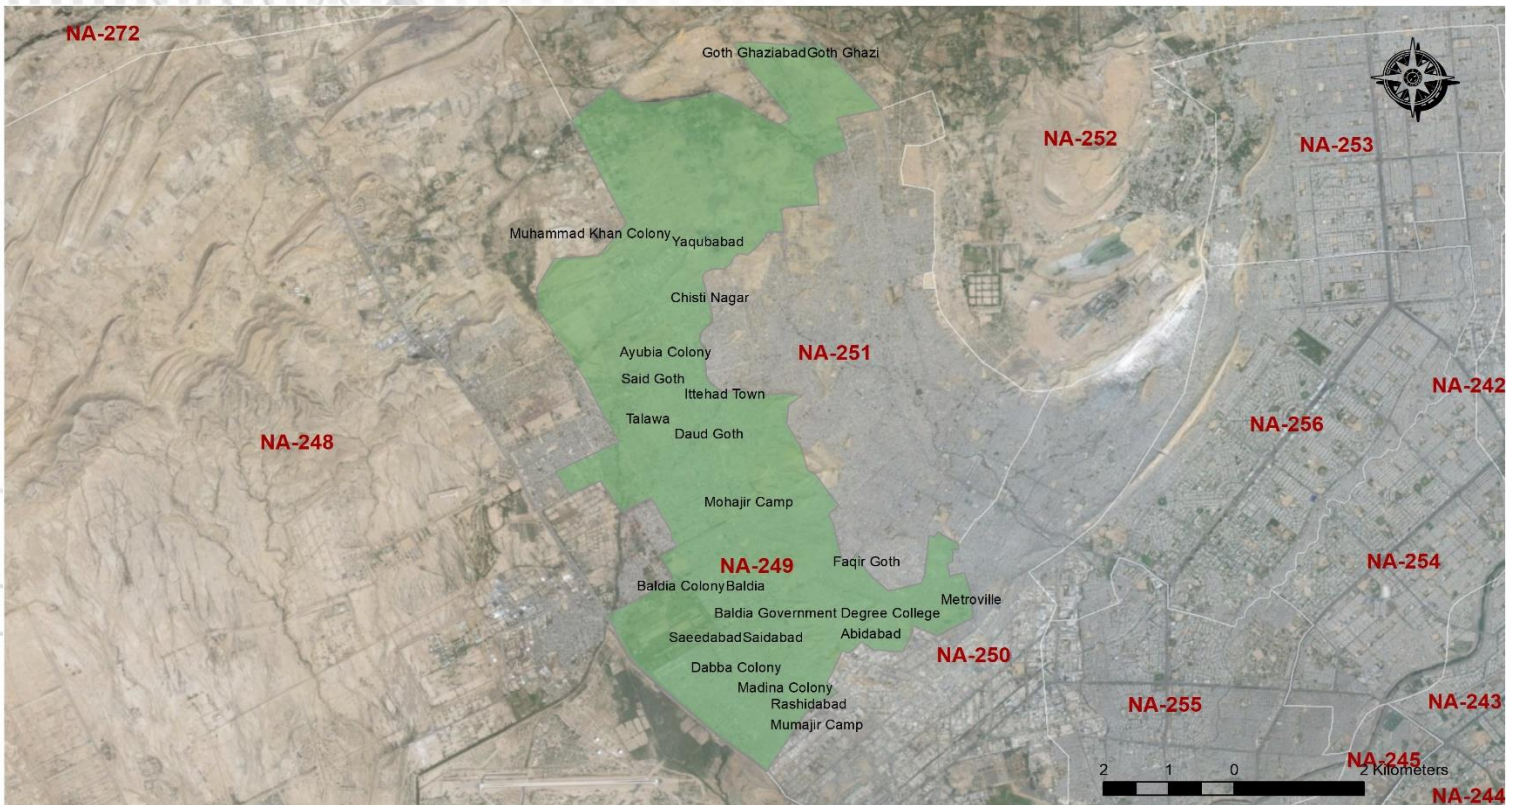 NA-272
Goth Ghaziabad Goth Ghazi
NA-252
NA-253
Muhammad Khan Colony
Yaqubabad
Chisti Nagar
Ayubia Colony
NA-251
Said Goth
Ittehad Town
NA-242
Talawa
Daud Goth
NA-256
NA-248
Mohajir Camp
NA-249
Faqir Goth
NA-254
Baldia Colony Baldia
Metroville
Baldia Government Degree College
Saeedabad Saidabad
Abidabad
NA-250
Dabba Colony
Madina Colony
Rashidabad
NA-255
NA-243
Mumajir Camp
NA-245
2 1 0 2 Kilometers
NA-244